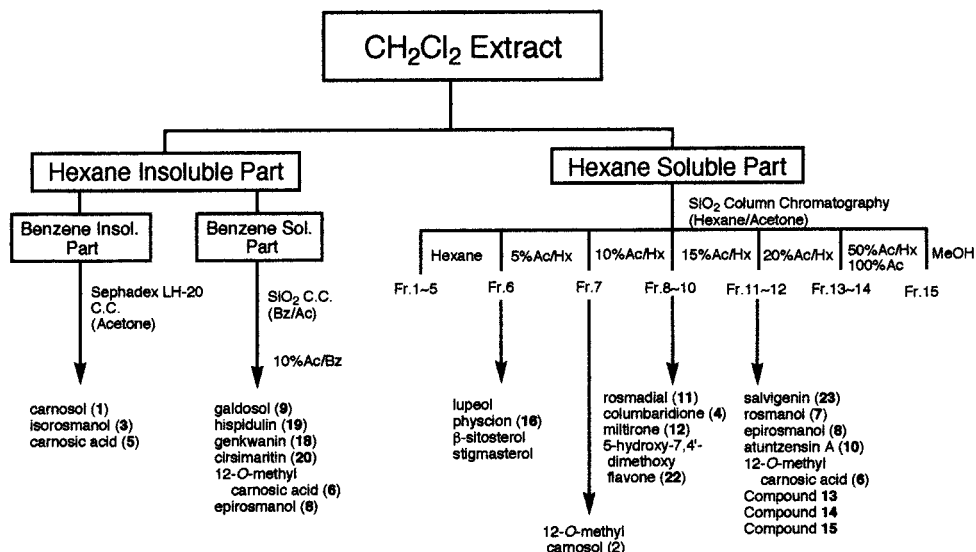 CH₂Cl₂ Extract
Hexane Insoluble Part
Hexane Soluble Part
Benzene Insol.
Part
Benzene Sol.
Part
Sephadex LH-20
C.C.
(Acetone)
SiO₂ C.C.
(Bz/Ac)
10%Ac/Bz
carnosol (1)
isorosmanol (3)
carnosic acid (5)
galdosol (9)
hispidulin (19)
genkwanin (18)
cirsimaritin (20)
12-O-methyl
carnosic acid (6)
epirosmanol (8)
SiO₂ Column Chromatography
(Hexane/Acetone)
Hexane
5%Ac/Hx
10%Ac/Hx
15%Ac/Hx
20%Ac/Hx
50%Ac/Hx
100%Ac
MeOH
Fr.1~5
Fr.6
Fr.7
Fr.8~10
Fr.11~12
Fr.13~14
Fr.15
lupeol
physcion (16)
β-sitosterol
stigmasterol
12-O-methyl
carnosol (2)
rosmadial (11)
columbaridione (4)
miltirone (12)
5-hydroxy-7,4'-
dimethoxy
flavone (22)
salvigenin (23)
rosmanol (7)
epirosmanol (8)
atuntzensin A (10)
12-O-methyl
carnosic acid (6)
Compound 13
Compound 14
Compound 15